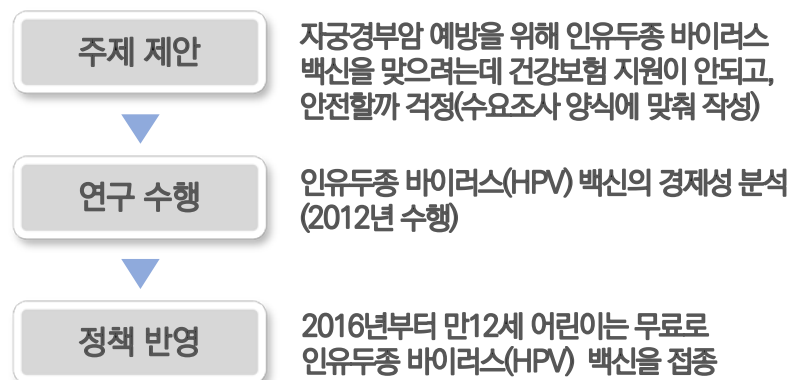 주제 제안
자궁경부암 예방을 위해 인유두종 바이러스
백신을 맞으려는데 건강보험 지원이 안되고,
안전할까 걱정(수요조사 양식에 맞춰 작성)
연구 수행
인유두종 바이러스(HPV) 백신의 경제성 분석
(2012년 수행)
정책 반영
2016년부터 만12세 어린이는 무료로
인유두종 바이러스(HPV) 백신을 접종